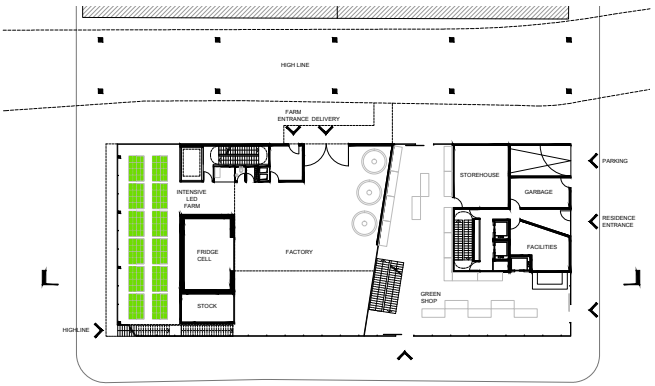 HIGH LINE
FARM
ENTRANCE DELIVERY
PARKING
STOREHOUSE
GARBAGE
INTENSIVE
LED
FARM
RESIDENCE
ENTRANCE
FRIDGE
CELL
FACTORY
FACILITIES
GREEN
SHOP
STOCK
HIGHLINE